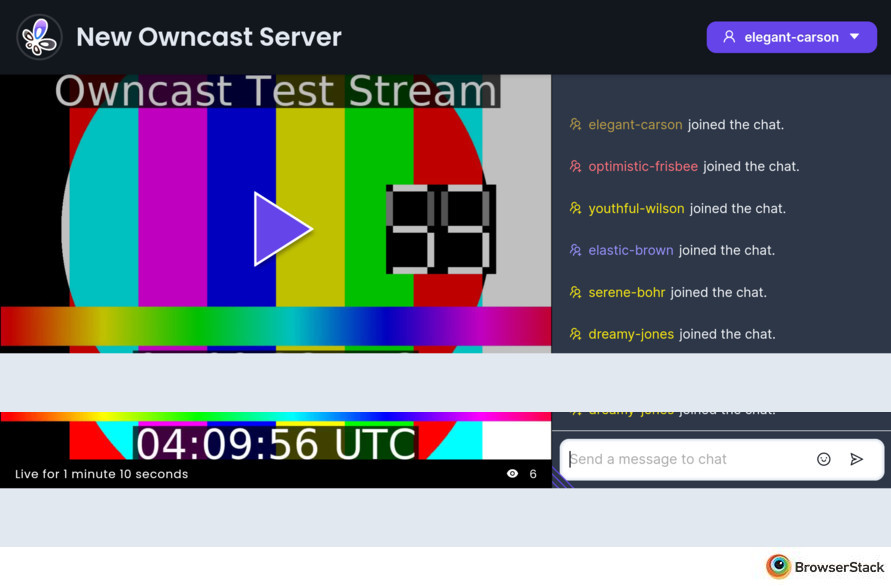 New Owncast Server
elegant-carson
Owncast Test Stream
elegant-carson joined the chat.
optimistic-frisbee joined the chat.
youthful-wilson joined the chat.
elastic-brown joined the chat.
serene-bohr joined the chat.
dreamy-jones joined the chat.
dreamy-jones joined the chat.
04:09:56 UTC
Send a message to chat
Live for 1 minute 10 seconds
6
BrowserStack